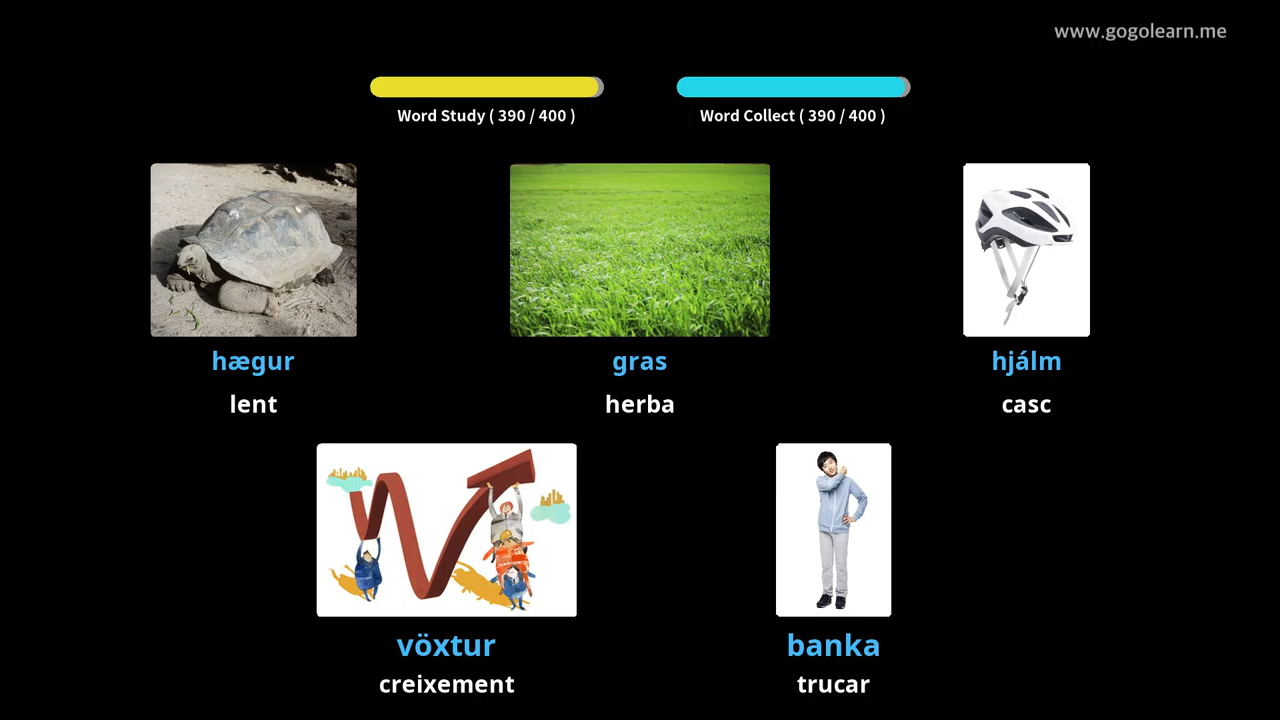 www.gogolearn.me
Word Study ( 390 / 400 )
Word Collect ( 390 / 400 )
hægur
gras
hjálm
lent
herba
casc
vöxtur
banka
creixement
trucar